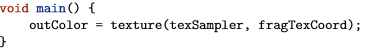 void main() {
    outColor = texture(texSampler, fragTexCoord);
}